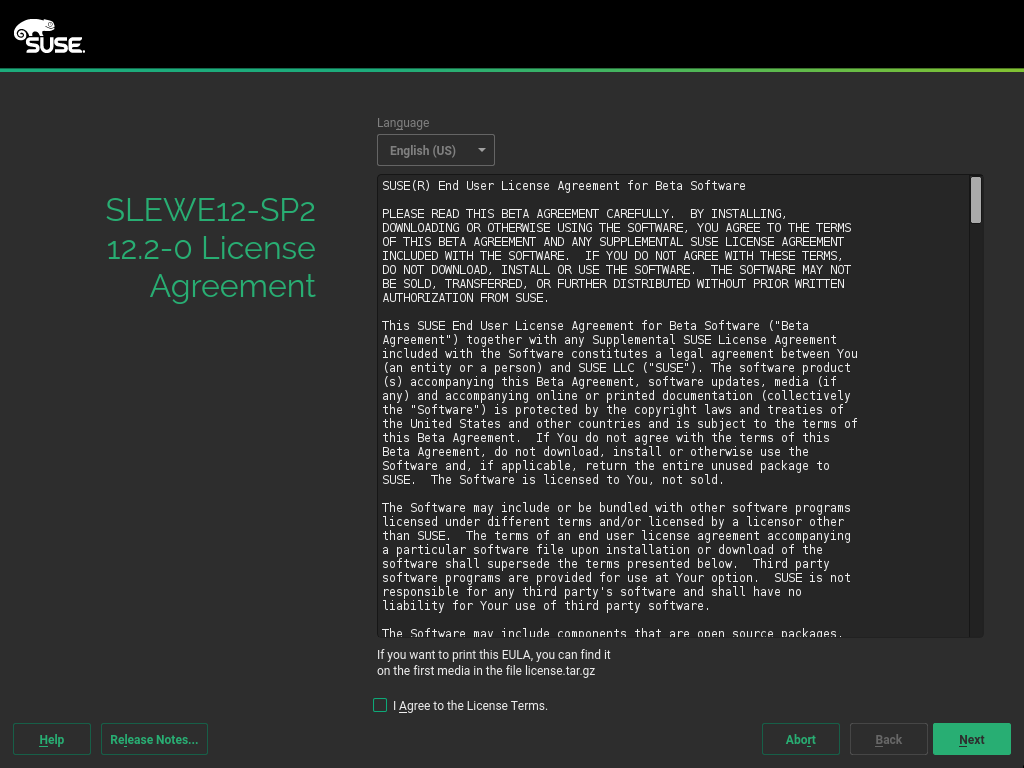 SUSE.
Language
English (US)
SLEWE12-SP2
12.2-0 License
Agreement
SUSE(R) End User License Agreement for Beta Software
PLEASE READ THIS BETA AGREEMENT CAREFULLY.  BY INSTALLING,
DOWNLOADING OR OTHERWISE USING THE SOFTWARE, YOU AGREE TO THE TERMS
OF THIS BETA AGREEMENT AND ANY SUPPLEMENTAL SUSE LICENSE AGREEMENT
INCLUDED WITH THE SOFTWARE.  IF YOU DO NOT AGREE WITH THESE TERMS,
DO NOT DOWNLOAD, INSTALL OR USE THE SOFTWARE.  THE SOFTWARE MAY NOT
BE SOLD, TRANSFERRED, OR FURTHER DISTRIBUTED WITHOUT PRIOR WRITTEN
AUTHORIZATION FROM SUSE.
This SUSE End User License Agreement for Beta Software ("Beta
Agreement") together with any Supplemental SUSE License Agreement
included with the Software constitutes a legal agreement between You
(an entity or a person) and SUSE LLC ("SUSE"). The software product
(s) accompanying this Beta Agreement, software updates, media (if
any) and accompanying online or printed documentation (collectively
the "Software") is protected by the copyright laws and treaties of
the United States and other countries and is subject to the terms of
this Beta Agreement.  If You do not agree with the terms of this
Beta Agreement, do not download, install or otherwise use the
Software and, if applicable, return the entire unused package to
SUSE.  The Software is licensed to You, not sold.
The Software may include or be bundled with other software programs
licensed under different terms and/or licensed by a licensor other
than SUSE.  The terms of an end user license agreement accompanying
a particular software file upon installation or download of the
software shall supersede the terms presented below.  Third party
software programs are provided for use at Your option.  SUSE is not
responsible for any third party's software and shall have no
liability for Your use of third party software.
The Software may include components that are open source packages,
If you want to print this EULA, you can find it
on the first media in the file license.tar.gz
I Agree to the License Terms.
Help
Release Notes...
Abort
Back
Next